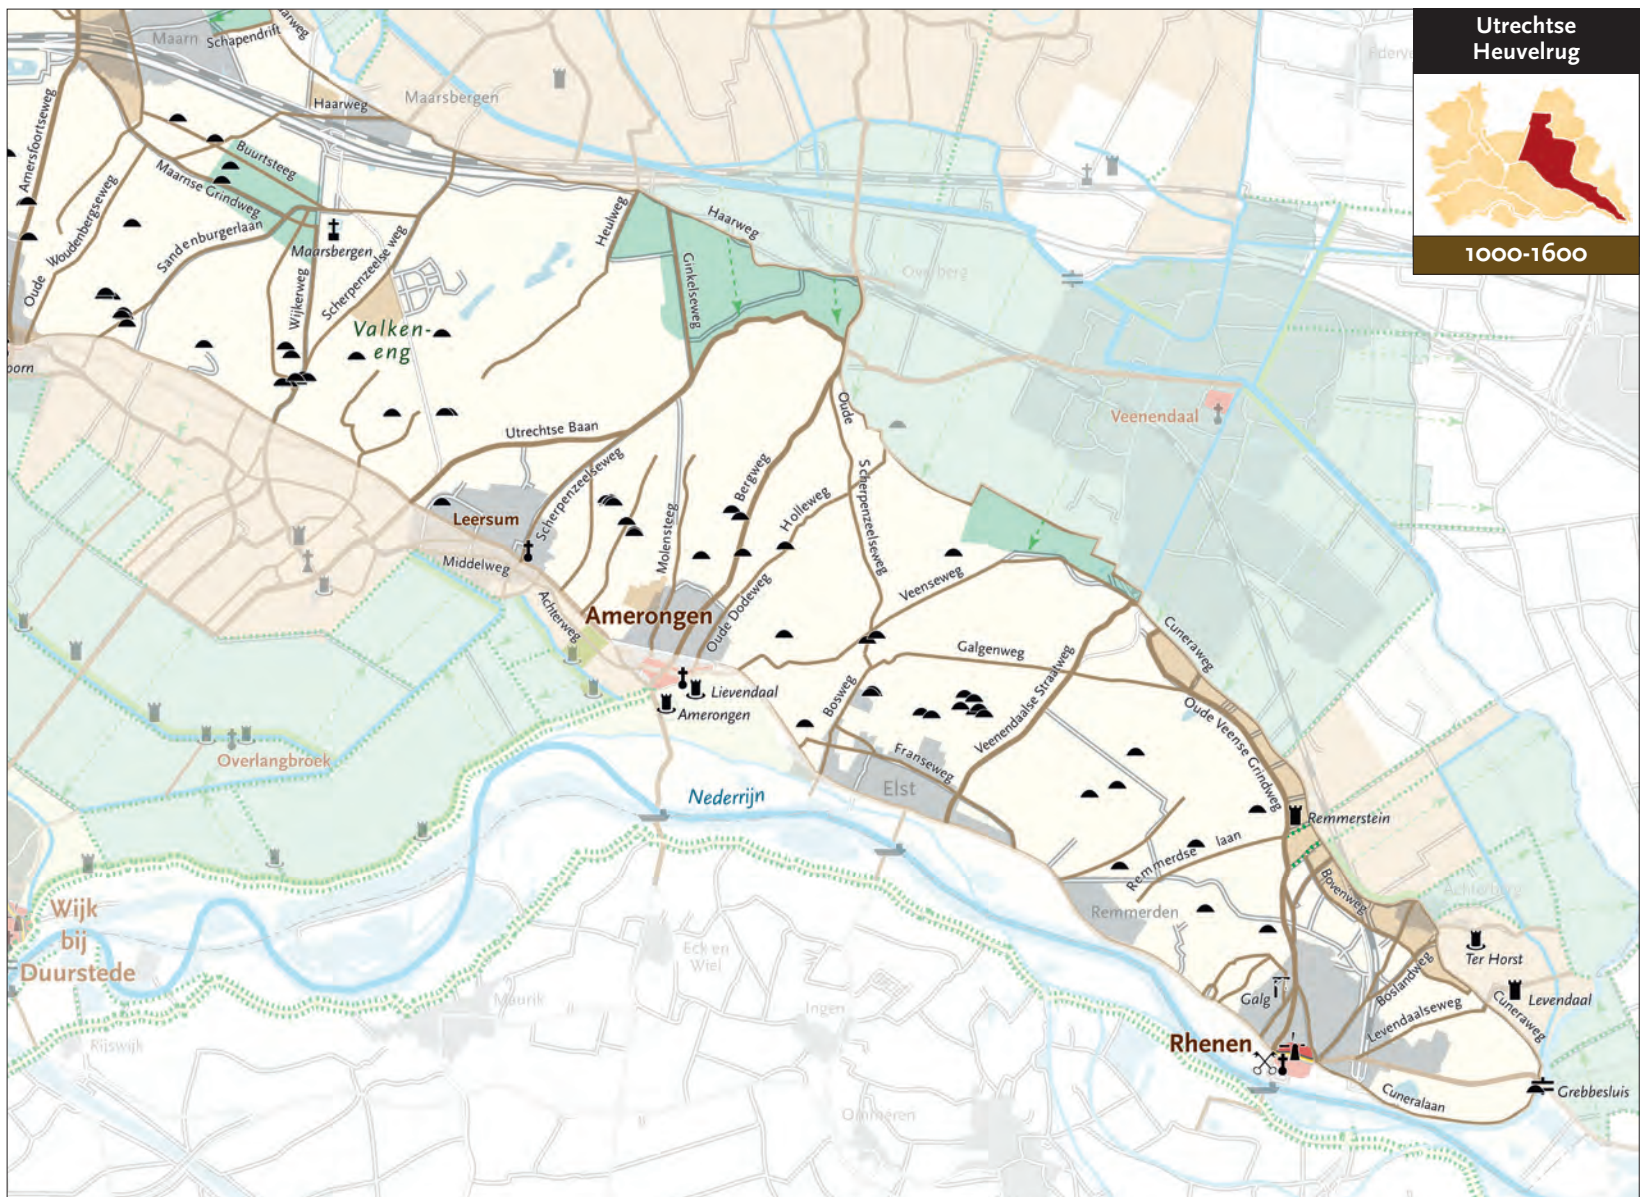 Utrechtse
Heuvelrug
1000-1600
Maarn
Schapendrift
Haarweg
Maarsbergen
Amersfoortseweg
Buurtsteeg
Maarnse Grindweg
Oude Woudenbergseweg
Sandenburgerlaan
Maarsbergen
Wijkerweg
Scherpenzeelse weg
Valken-
eng
Heulweg
Haarweg
Ginkelseweg
Overberg
Veenendaal
Utrechtse Baan
Leersum
Scherpenzeelseweg
Middelweg
Achterweg
Molensteeg
Bergweg
Holleweg
Oude
Scherpenzeelseweg
Amerongen
Oude Dodeweg
Veenseweg
Lievendaal
Amerongen
Galgenweg
Cuneraweg
Bosweg
Veenendaalse Straatweg
Oude Veense Grindweg
Franseweg
Elst
Overlangbroek
Nederrijn
Remmerstein
Remmerdse laan
Bovenweg
Achterberg
Remmerden
Wijk
bij
Duurstede
Eck en
Wiel
Maurik
Ingen
Rijswijk
Ommeren
Ter Horst
Levendaal
Boslandweg
Galg
Levendaalseweg
Cuneraweg
Rhenen
Cuneralaan
Grebbesluis